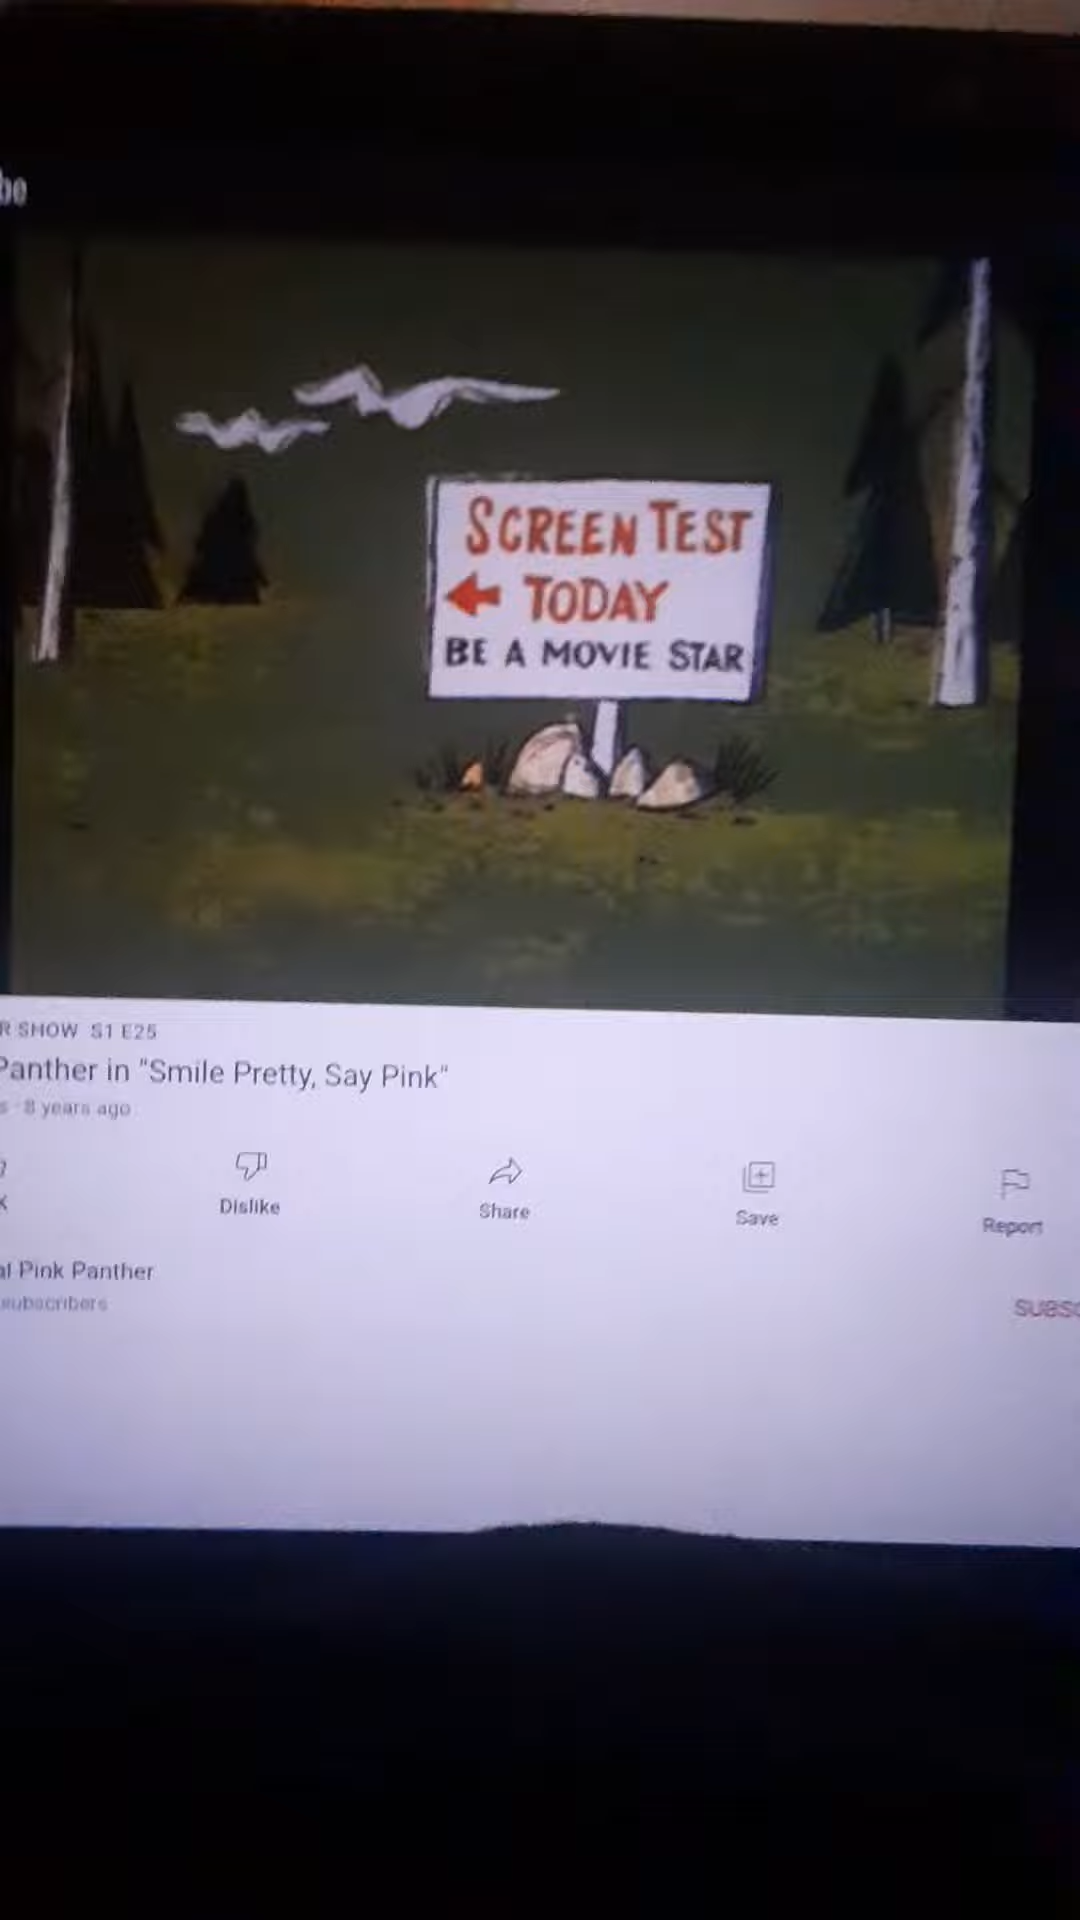 be
SCREEN TEST
TODAY
BE A MOVIE STAR
R SHOW S1 E25
Panther in "Smile Pretty, Say Pink"
s · 8 years ago
Dislike
Share
Save
Report
al Pink Panther
subscribers
SUBSC